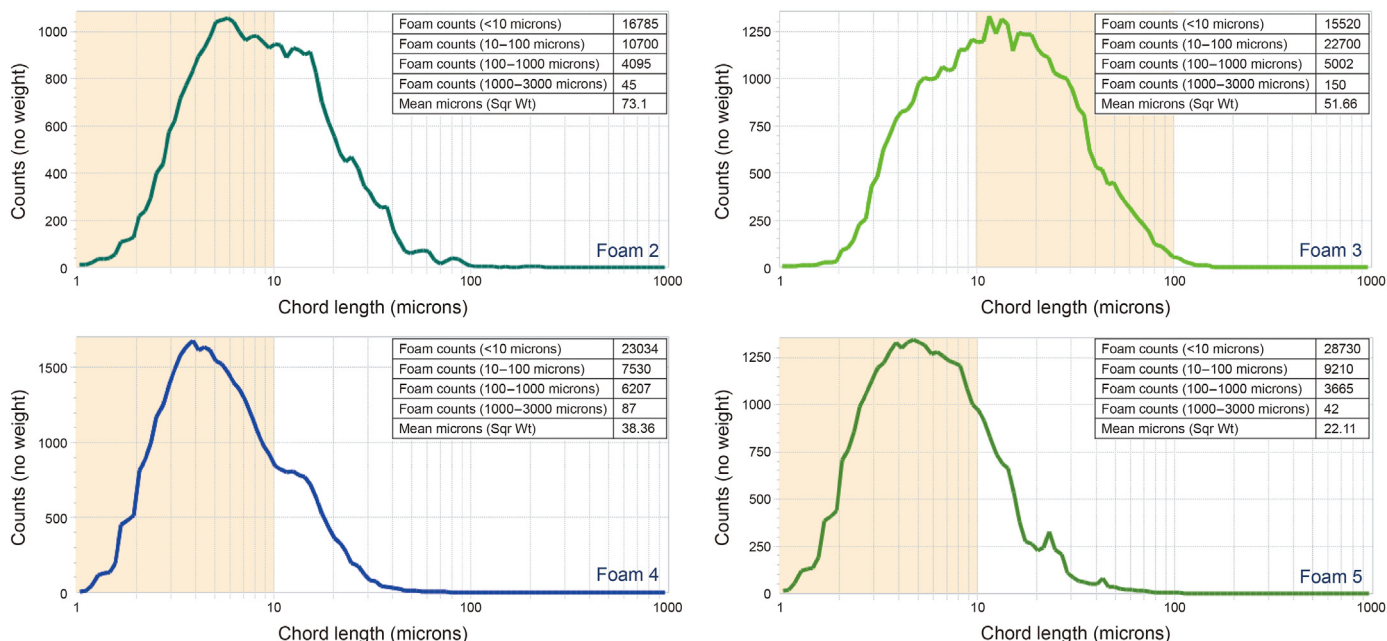 Counts (no weight)
1000
800
600
400
200
0
Foam counts (<10 microns) 16785
Foam counts (10–100 microns) 10700
Foam counts (100–1000 microns) 4095
Foam counts (1000–3000 microns) 45
Mean microns (Sqr Wt) 73.1
Foam 2
1 10 100 1000
Chord length (microns)
Counts (no weight)
1250
1000
750
500
250
0
Foam counts (<10 microns) 15520
Foam counts (10–100 microns) 22700
Foam counts (100–1000 microns) 5002
Foam counts (1000–3000 microns) 150
Mean microns (Sqr Wt) 51.66
Foam 3
1 10 100 1000
Chord length (microns)
Counts (no weight)
1500
1000
500
0
Foam counts (<10 microns) 23034
Foam counts (10–100 microns) 7530
Foam counts (100–1000 microns) 6207
Foam counts (1000–3000 microns) 87
Mean microns (Sqr Wt) 38.36
Foam 4
1 10 100 1000
Chord length (microns)
Counts (no weight)
1250
1000
750
500
250
0
Foam counts (<10 microns) 28730
Foam counts (10–100 microns) 9210
Foam counts (100–1000 microns) 3665
Foam counts (1000–3000 microns) 42
Mean microns (Sqr Wt) 22.11
Foam 5
1 10 100 1000
Chord length (microns)